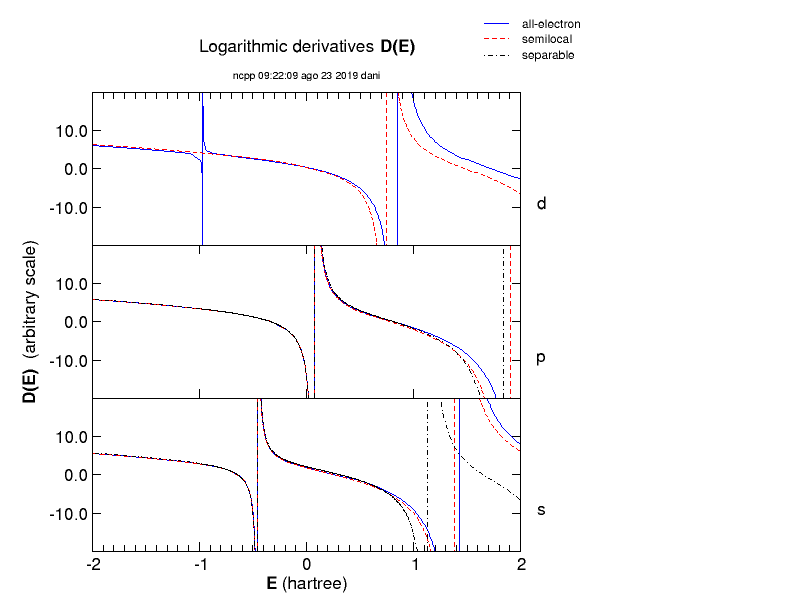 all-electron
semilocal
separable
Logarithmic derivatives D(E)
ncpp 09:22:09 ago 23 2019 dani
10.0
0.0
-10.0
d
10.0
0.0
-10.0
p
10.0
0.0
-10.0
s
D(E) (arbitrary scale)
-2 -1 0 1 2
E (hartree)